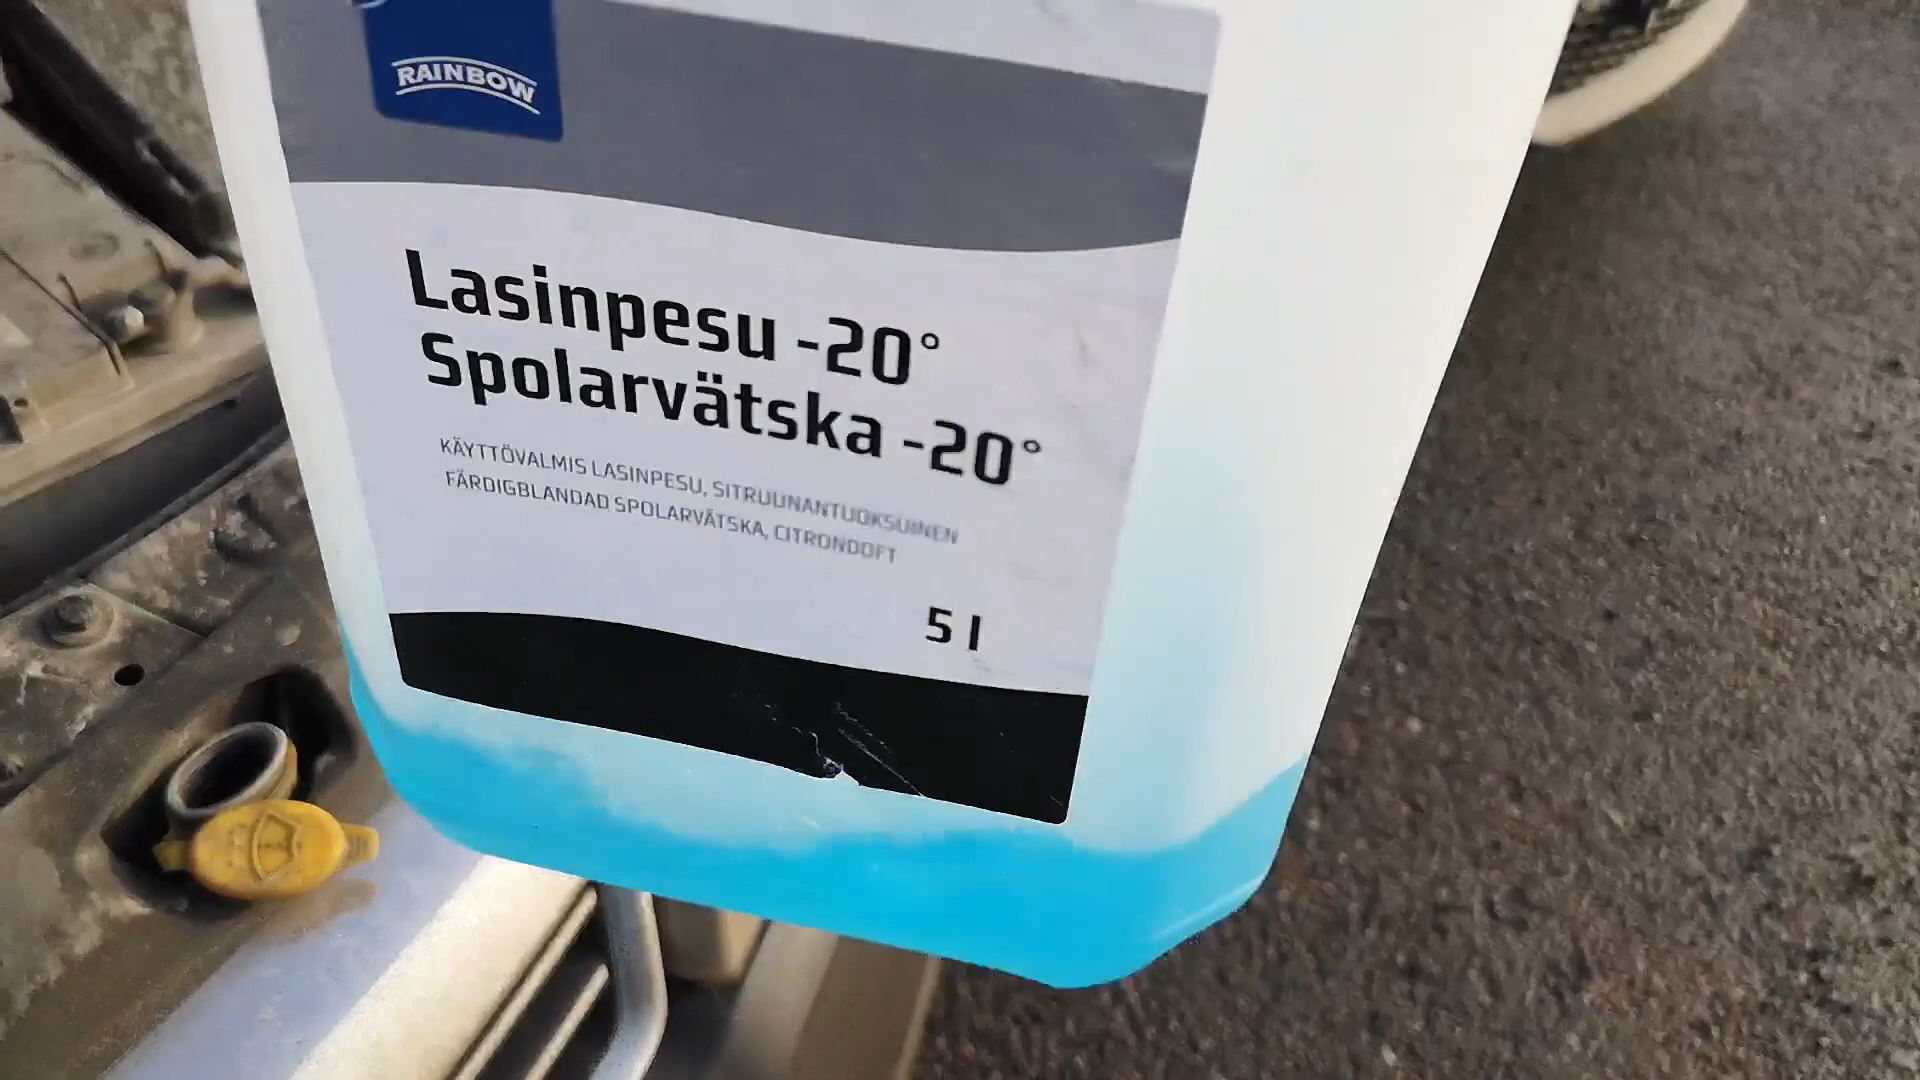 RAINBOW
Lasinpesu -20°
Spolarvätska -20°
KÄYTTÖVALMIS LASINPESU, SITRUUNANTUOKSUINEN
FÄRDIGBLANDAD SPOLARVÄTSKA, CITRONDOFT
5 l